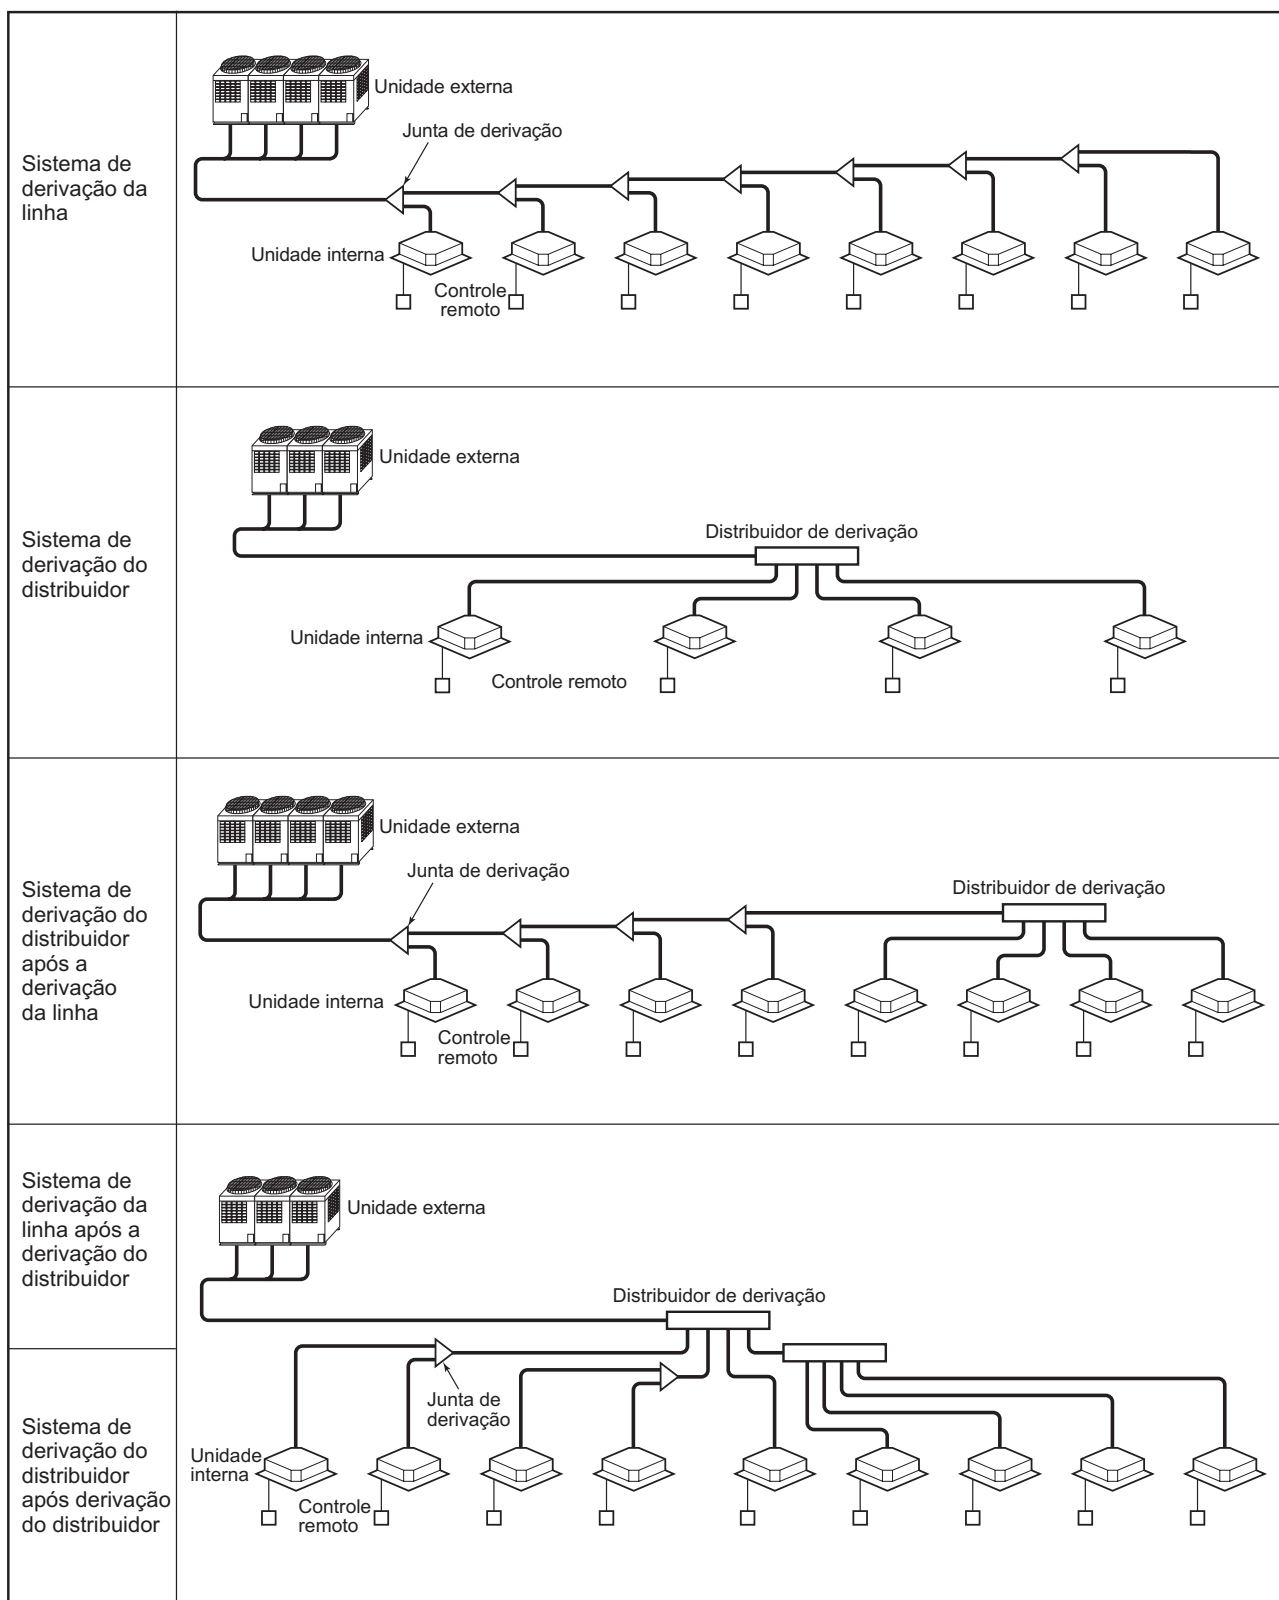 Sistema de
derivação da
linha
Unidade externa
Junta de derivação
Unidade interna
Controle
remoto
Sistema de
derivação do
distribuidor
Unidade externa
Distribuidor de derivação
Unidade interna
Controle remoto
Sistema de
derivação do
distribuidor
após a
derivação
da linha
Unidade externa
Junta de derivação
Distribuidor de derivação
Unidade interna
Controle
remoto
Sistema de
derivação da
linha após a
derivação do
distribuidor
Unidade externa
Distribuidor de derivação
Junta de
derivação
Sistema de
derivação do
distribuidor
após derivação
do distribuidor
Unidade
interna
Controle
remoto